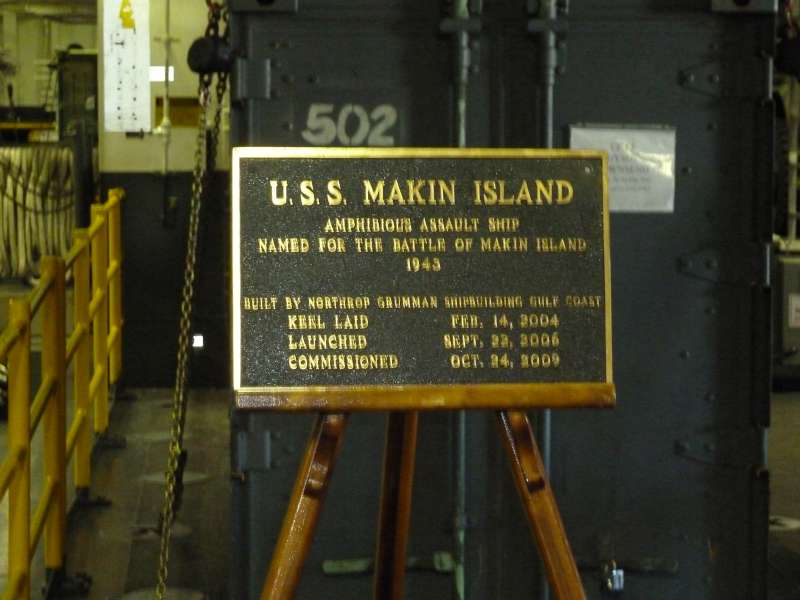 502
U.S.S. MAKIN ISLAND
AMPHIBIOUS ASSAULT SHIP
NAMED FOR THE BATTLE OF MAKIN ISLAND
1943
BUILT BY NORTHROP GRUMMAN SHIPBUILDING GULF COAST
KEEL LAID FEB. 14, 2004
LAUNCHED SEPT. 22, 2006
COMMISSIONED OCT. 24, 2009